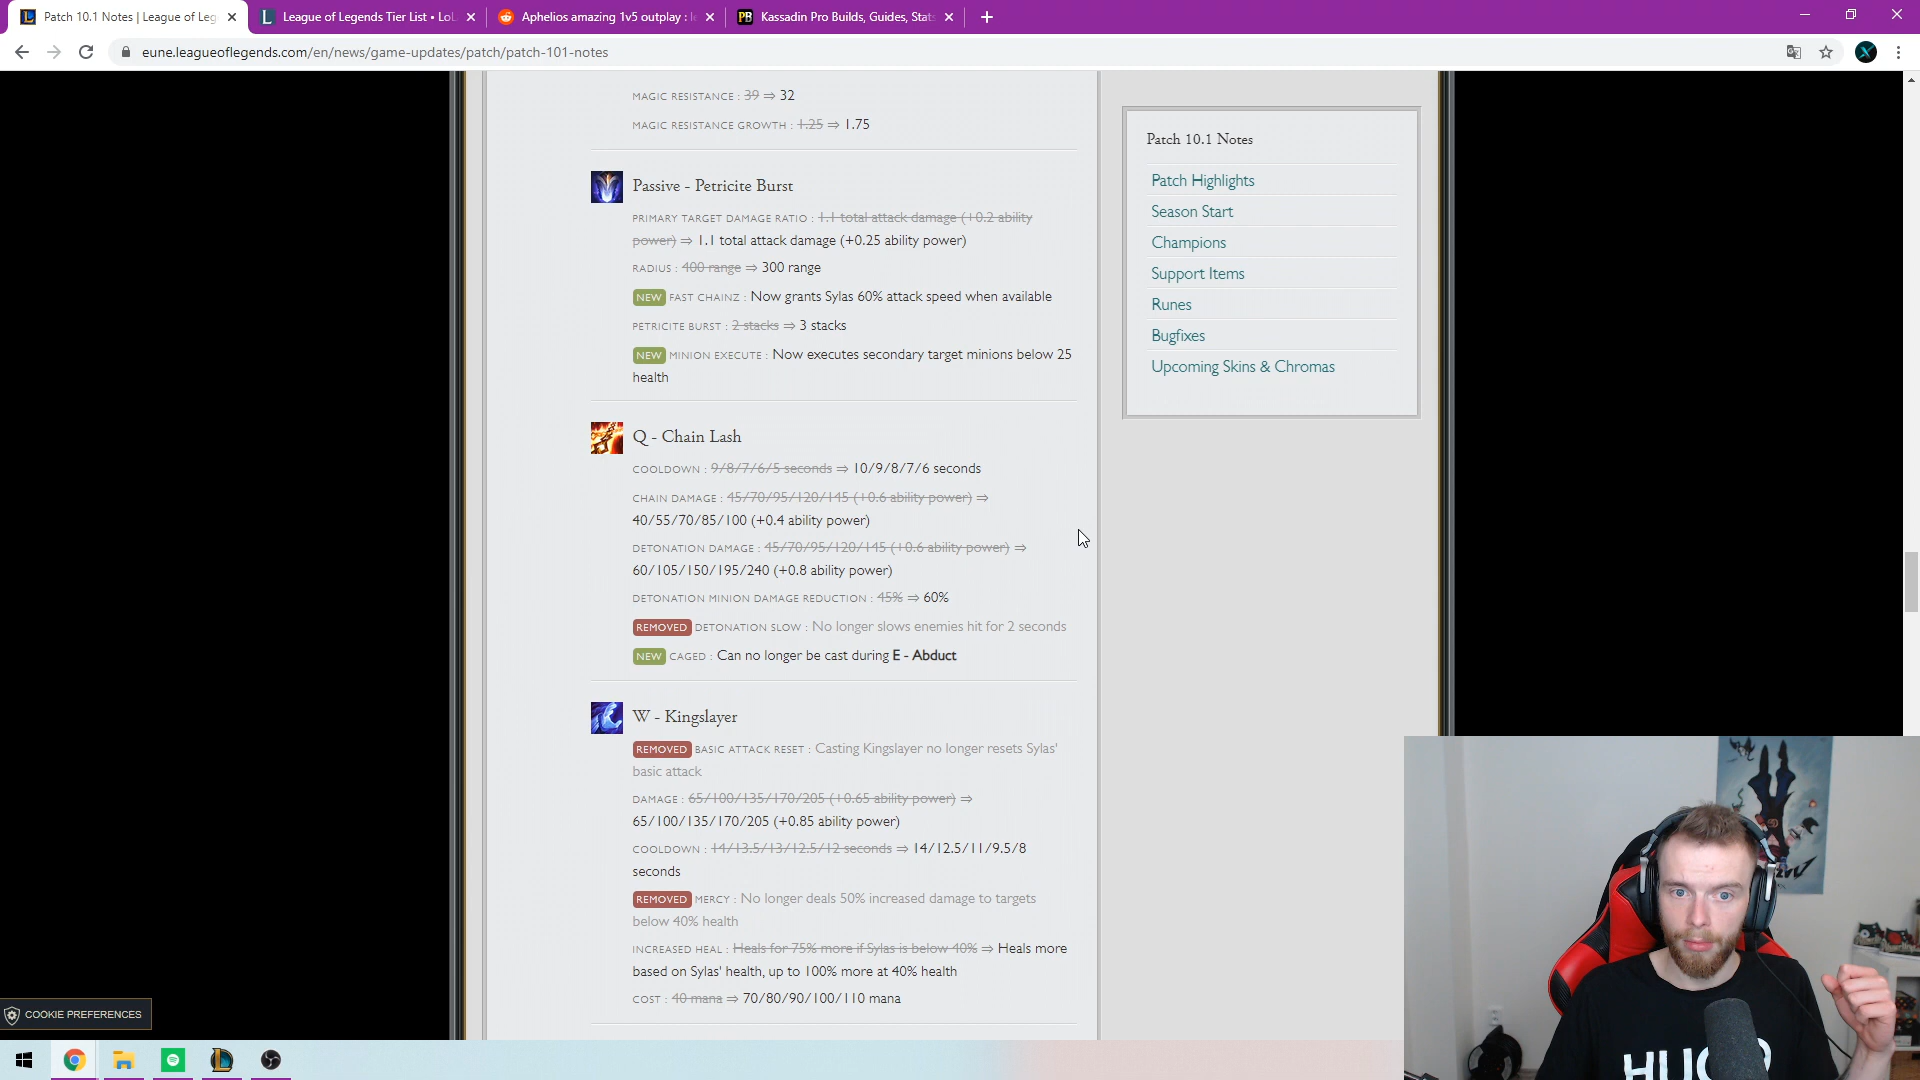 Patch 10.1 Notes | League of Leg
League of Legends Tier List • LoL
Aphelios amazing 1v5 outplay : l
Kassadin Pro Builds, Guides, Stats
eune.leagueoflegends.com/en/news/game-updates/patch/patch-101-notes
MAGIC RESISTANCE : 39 ⇒ 32
MAGIC RESISTANCE GROWTH : 1.25 ⇒ 1.75
Passive - Petricite Burst
PRIMARY TARGET DAMAGE RATIO : 1.1 total attack damage (+0.2 ability
power) ⇒ 1.1 total attack damage (+0.25 ability power)
RADIUS : 400 range ⇒ 300 range
NEW FAST CHAINZ : Now grants Sylas 60% attack speed when available
PETRICITE BURST : 2 stacks ⇒ 3 stacks
NEW MINION EXECUTE : Now executes secondary target minions below 25
health
Q - Chain Lash
COOLDOWN : 9/8/7/6/5 seconds ⇒ 10/9/8/7/6 seconds
CHAIN DAMAGE : 45/70/95/120/145 (+0.6 ability power) ⇒
40/55/70/85/100 (+0.4 ability power)
DETONATION DAMAGE : 45/70/95/120/145 (+0.6 ability power) ⇒
60/105/150/195/240 (+0.8 ability power)
DETONATION MINION DAMAGE REDUCTION : 45% ⇒ 60%
REMOVED DETONATION SLOW : No longer slows enemies hit for 2 seconds
NEW CAGED : Can no longer be cast during E - Abduct
W - Kingslayer
REMOVED BASIC ATTACK RESET : Casting Kingslayer no longer resets Sylas'
basic attack
DAMAGE : 65/100/135/170/205 (+0.65 ability power) ⇒
65/100/135/170/205 (+0.85 ability power)
COOLDOWN : 14/13.5/13/12.5/12 seconds ⇒ 14/12.5/11/9.5/8
seconds
REMOVED MERCY : No longer deals 50% increased damage to targets
below 40% health
INCREASED HEAL : Heals for 75% more if Sylas is below 40% ⇒ Heals more
based on Sylas' health, up to 100% more at 40% health
COST : 40 mana ⇒ 70/80/90/100/110 mana
Patch 10.1 Notes
Patch Highlights
Season Start
Champions
Support Items
Runes
Bugfixes
Upcoming Skins & Chromas
COOKIE PREFERENCES